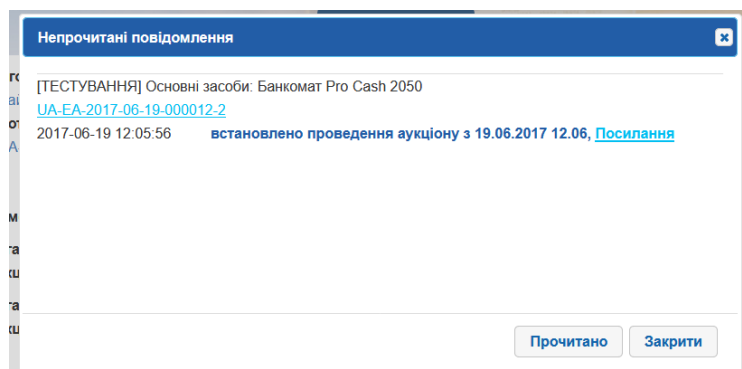 Непрочитані повідомлення
[ТЕСТУВАННЯ] Основні засоби: Банкомат Pro Cash 2050
UA-EA-2017-06-19-000012-2
2017-06-19 12:05:56 встановлено проведення аукціону з 19.06.2017 12.06, Посилання
Прочитано Закрити